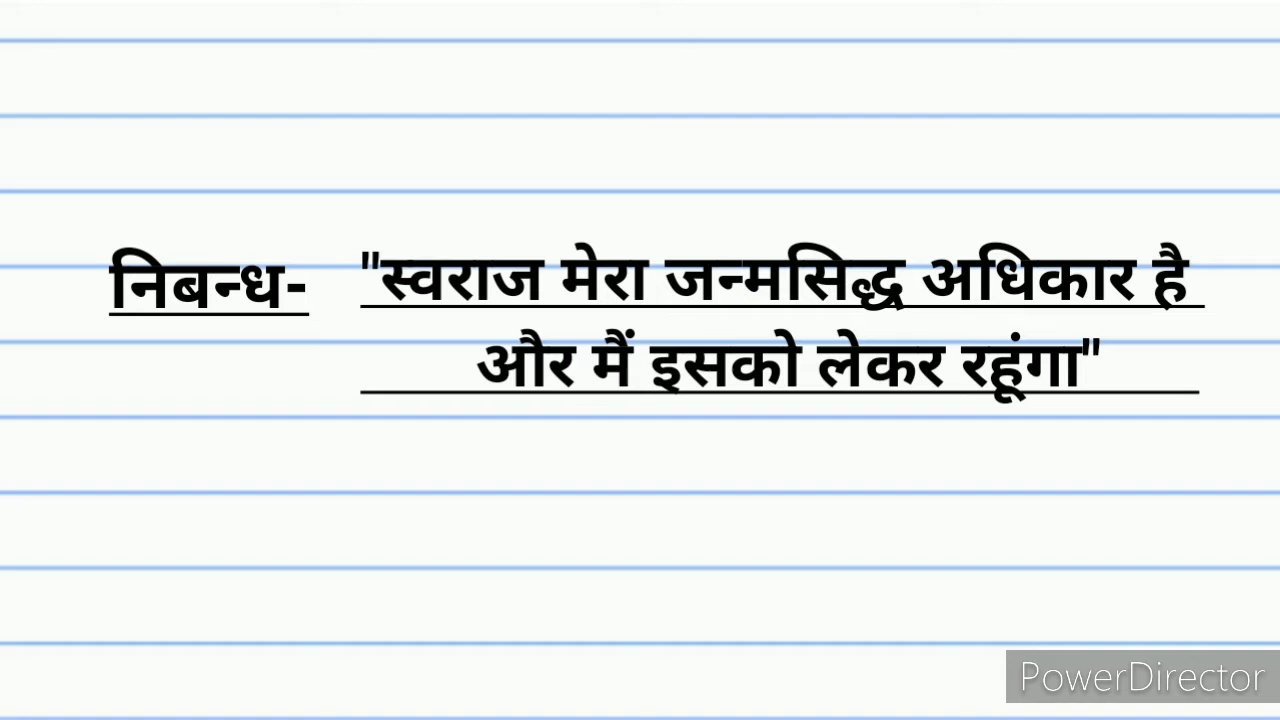 निबन्ध- "स्वराज मेरा जन्मसिद्ध अधिकार है
और मैं इसको लेकर रहूंगा"
PowerDirector